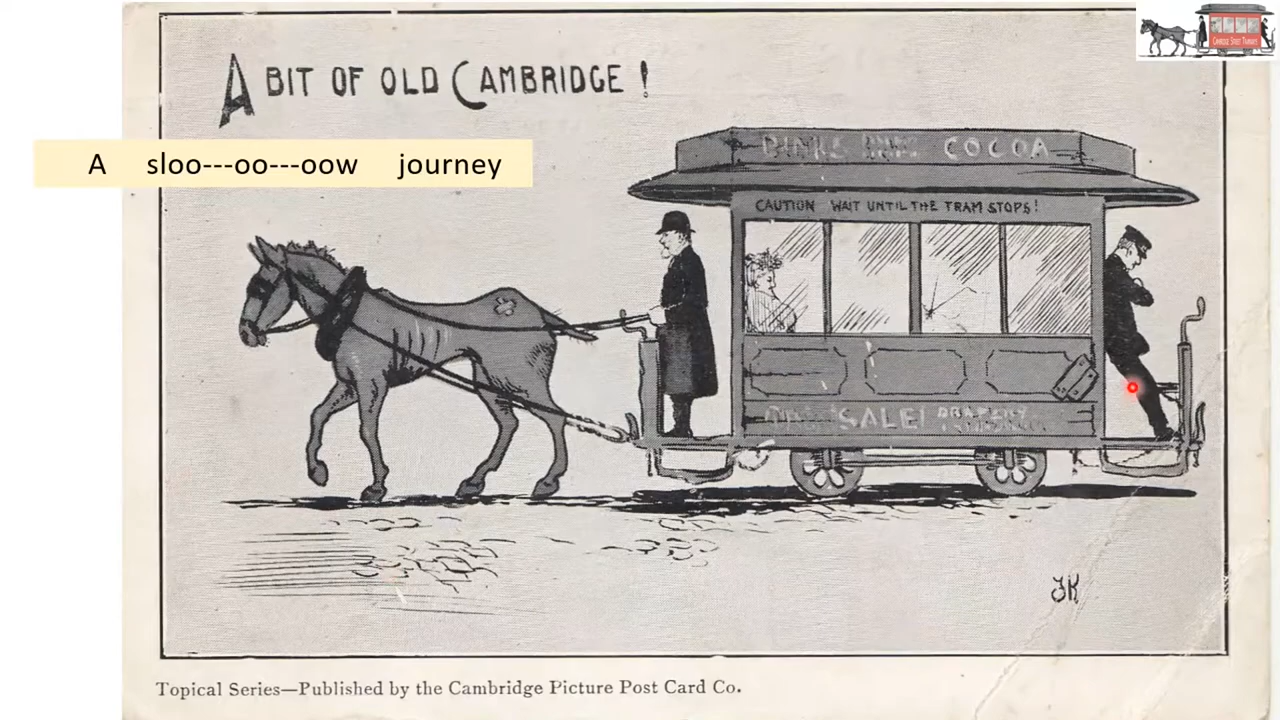 A BIT OF OLD CAMBRIDGE!
A sloo---oo---oow journey
COCOA
CAUTION WAIT UNTIL THE TRAM STOPS!
SALE! DRAPERY
JK
Topical Series—Published by the Cambridge Picture Post Card Co.